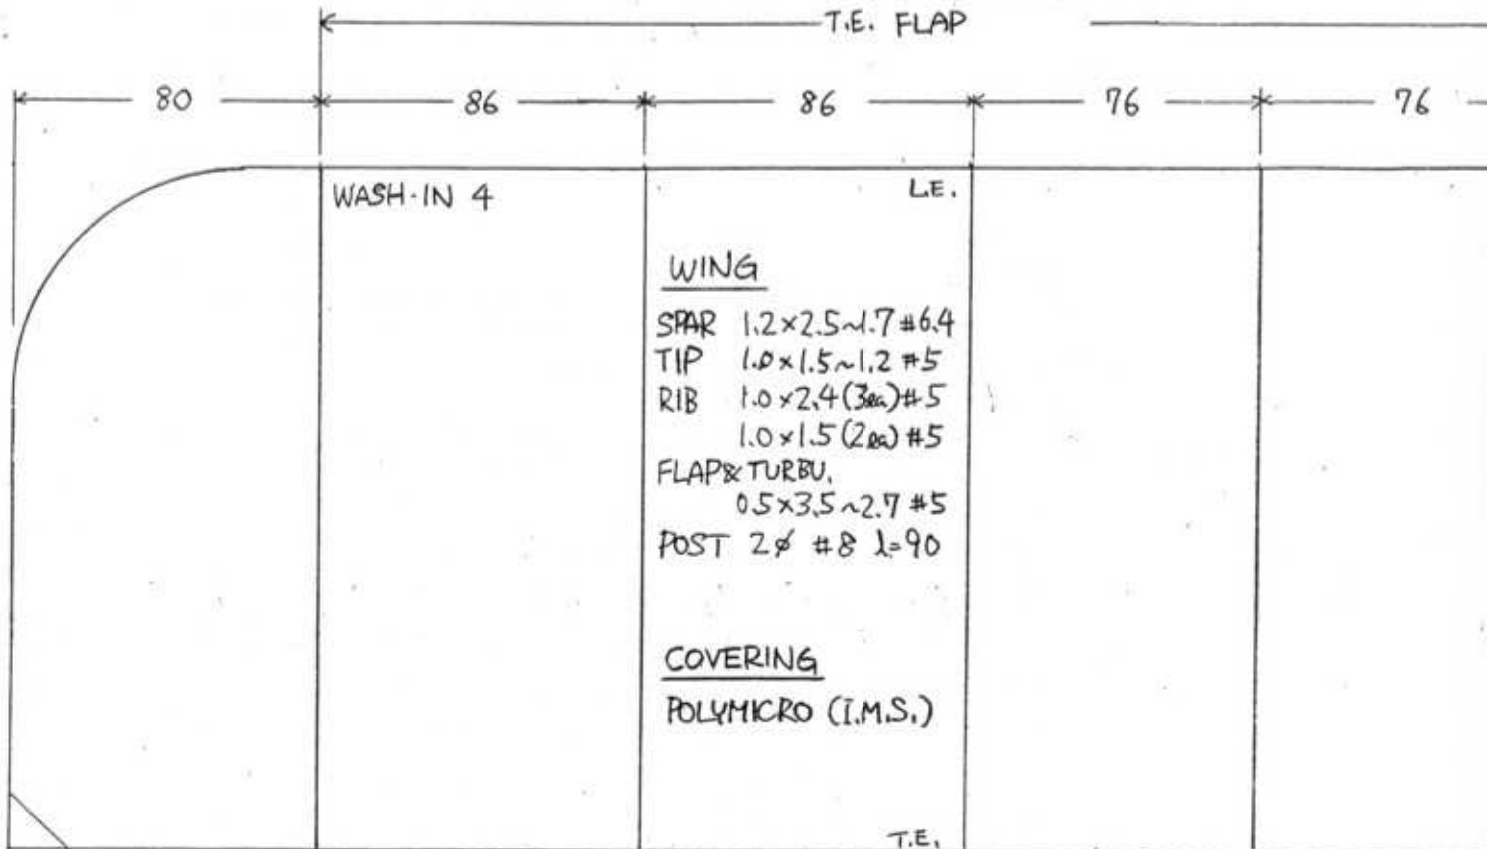 T.E. FLAP
80 86 86 76 76
WASH-IN 4
L.E.
WING
SPAR 1.2×2.5~1.7 #6.4
TIP 1.0×1.5~1.2 #5
RIB 1.0×2.4 (3ea) #5
1.0×1.5 (2ea) #5
FLAP & TURBU.
0.5×3.5~2.7 #5
POST 2φ #8 l=90
COVERING
POLYMICRO (I.M.S.)
T.E.